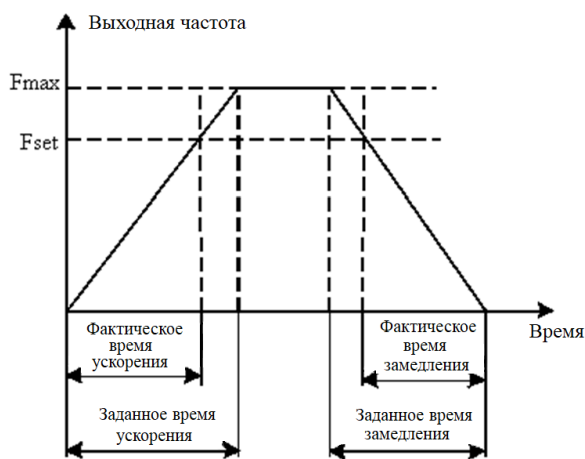 Выходная частота
Fmax
Fset
Время
Фактическое
время
ускорения
Фактическое
время
замедления
Заданное время
ускорения
Заданное время
замедления